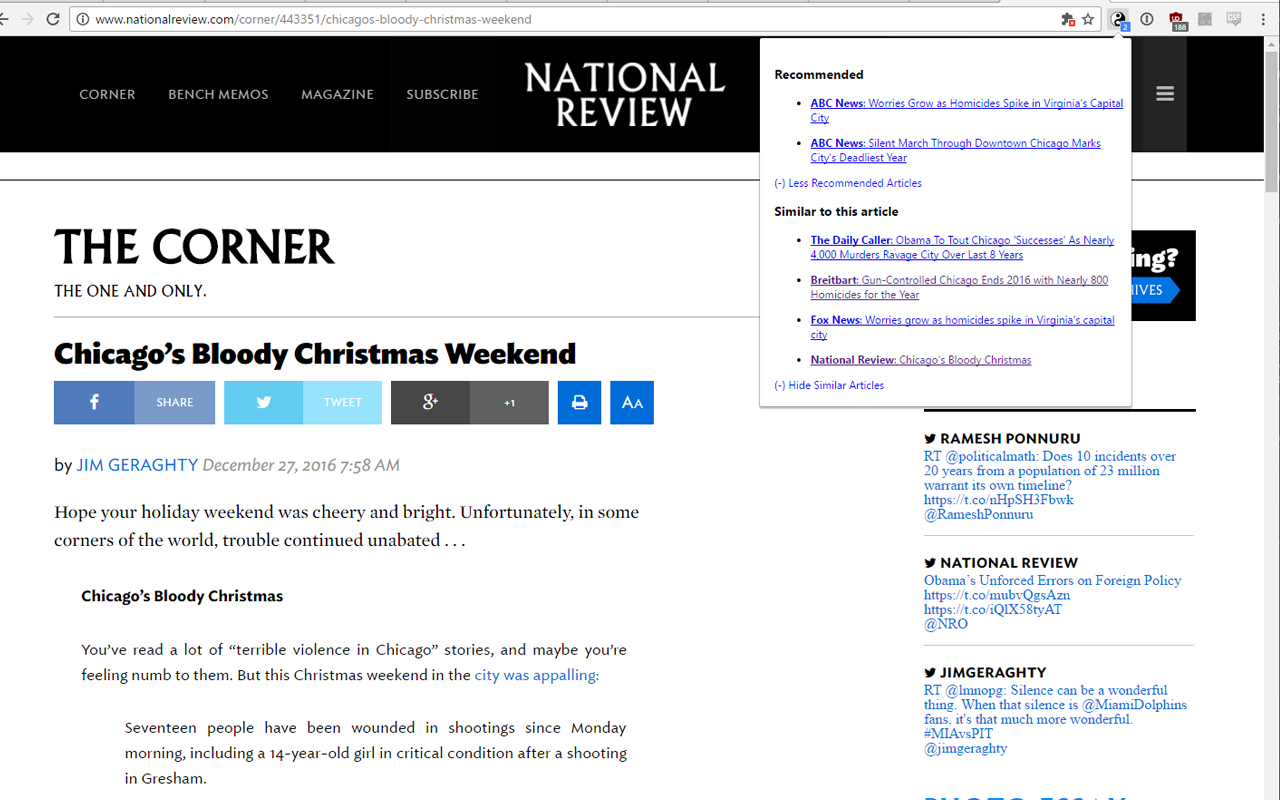 www.nationalreview.com/corner/443351/chicagos-bloody-christmas-weekend
2
188
CORNER
BENCH MEMOS
MAGAZINE
SUBSCRIBE
NATIONAL
REVIEW
Recommended
• ABC News: Worries Grow as Homicides Spike in Virginia's Capital
City
• ABC News: Silent March Through Downtown Chicago Marks
City's Deadliest Year
(-) Less Recommended Articles
Similar to this article
• The Daily Caller: Obama To Tout Chicago 'Successes' As Nearly
4,000 Murders Ravage City Over Last 8 Years
• Breitbart: Gun-Controlled Chicago Ends 2016 with Nearly 800
Homicides for the Year
• Fox News: Worries grow as homicides spike in Virginia's capital
city
• National Review: Chicago's Bloody Christmas
(-) Hide Similar Articles
ing?
IVES
THE CORNER
THE ONE AND ONLY.
Chicago’s Bloody Christmas Weekend
f
SHARE
TWEET
g+
+1
AA
by JIM GERAGHTY December 27, 2016 7:58 AM
Hope your holiday weekend was cheery and bright. Unfortunately, in some
corners of the world, trouble continued unabated . . .
Chicago’s Bloody Christmas
You’ve read a lot of “terrible violence in Chicago” stories, and maybe you’re
feeling numb to them. But this Christmas weekend in the city was appalling:
Seventeen people have been wounded in shootings since Monday
morning, including a 14-year-old girl in critical condition after a shooting
in Gresham.
RAMESH PONNURU
RT @politicalmath: Does 10 incidents over
20 years from a population of 23 million
warrant its own timeline?
https://t.co/nHpSH3Fbwk
@RameshPonnuru
NATIONAL REVIEW
Obama's Unforced Errors on Foreign Policy
https://t.co/mubvQgsAzn
https://t.co/iQlX58tyAT
@NRO
JIMGERAGHTY
RT @lmnopg: Silence can be a wonderful
thing. When that silence is @MiamiDolphins
fans, it's that much more wonderful.
#MIAvsPIT
@jimgeraghty
PHOTO ESSAY